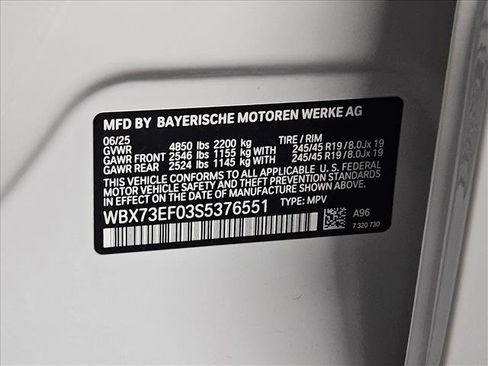 MFD BY BAYERISCHE MOTOREN WERKE AG
06/25 TIRE / RIM
GVWR 4850 lbs 2200 kg
GAWR FRONT 2546 lbs 1155 kg WITH 245/45 R19 / 8.0Jx 19
GAWR REAR 2524 lbs 1145 kg WITH 245/45 R19 / 8.0Jx 19
THIS VEHICLE CONFORMS TO ALL APPLICABLE U. S. FEDERAL
MOTOR VEHICLE SAFETY, BUMPER, AND THEFT PREVENTION
STANDARDS IN EFFECT ON THE DATE OF MANUFACTURE SHOWN ABOVE.
WBX73EF03S5376551 TYPE: MPV
A96
7 320 730